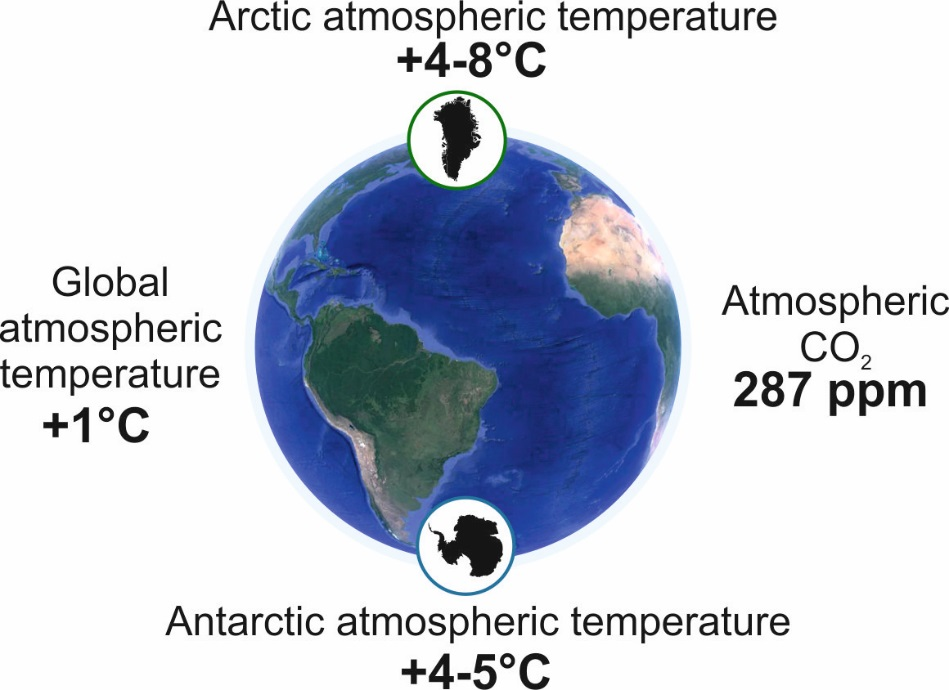 Arctic atmospheric temperature
+4-8°C
Global
atmospheric
temperature
+1°C
Atmospheric
CO₂
287 ppm
Antarctic atmospheric temperature
+4-5°C